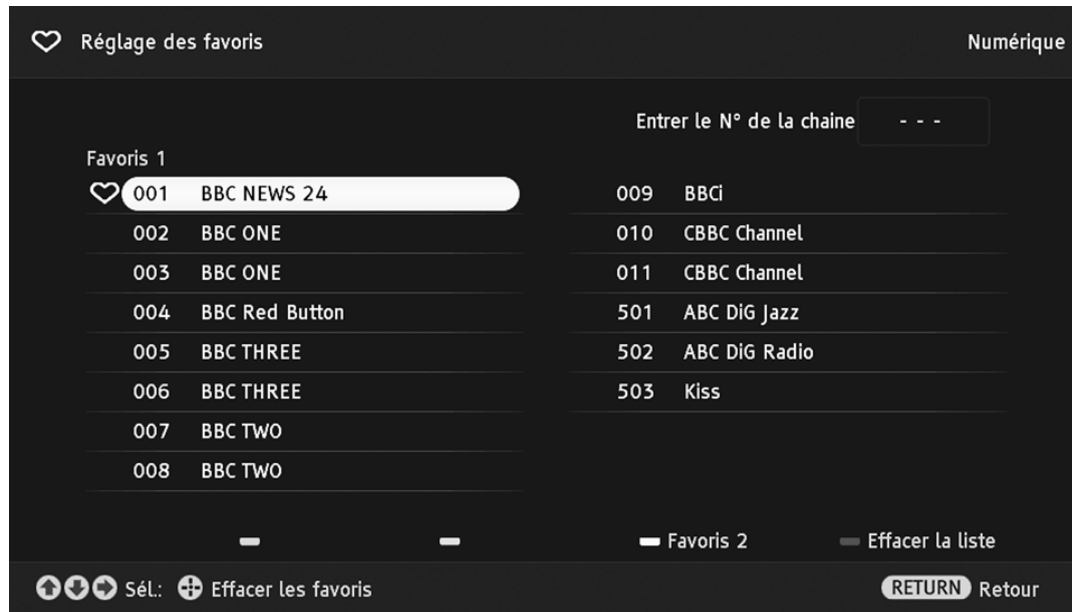 Réglage des favoris
Numérique
Entrer le N° de la chaine - - -
Favoris 1
001 BBC NEWS 24
002 BBC ONE
003 BBC ONE
004 BBC Red Button
005 BBC THREE
006 BBC THREE
007 BBC TWO
008 BBC TWO
009 BBCi
010 CBBC Channel
011 CBBC Channel
501 ABC DiG Jazz
502 ABC DiG Radio
503 Kiss
Favoris 2
Effacer la liste
Sél.: Effacer les favoris
RETURN Retour